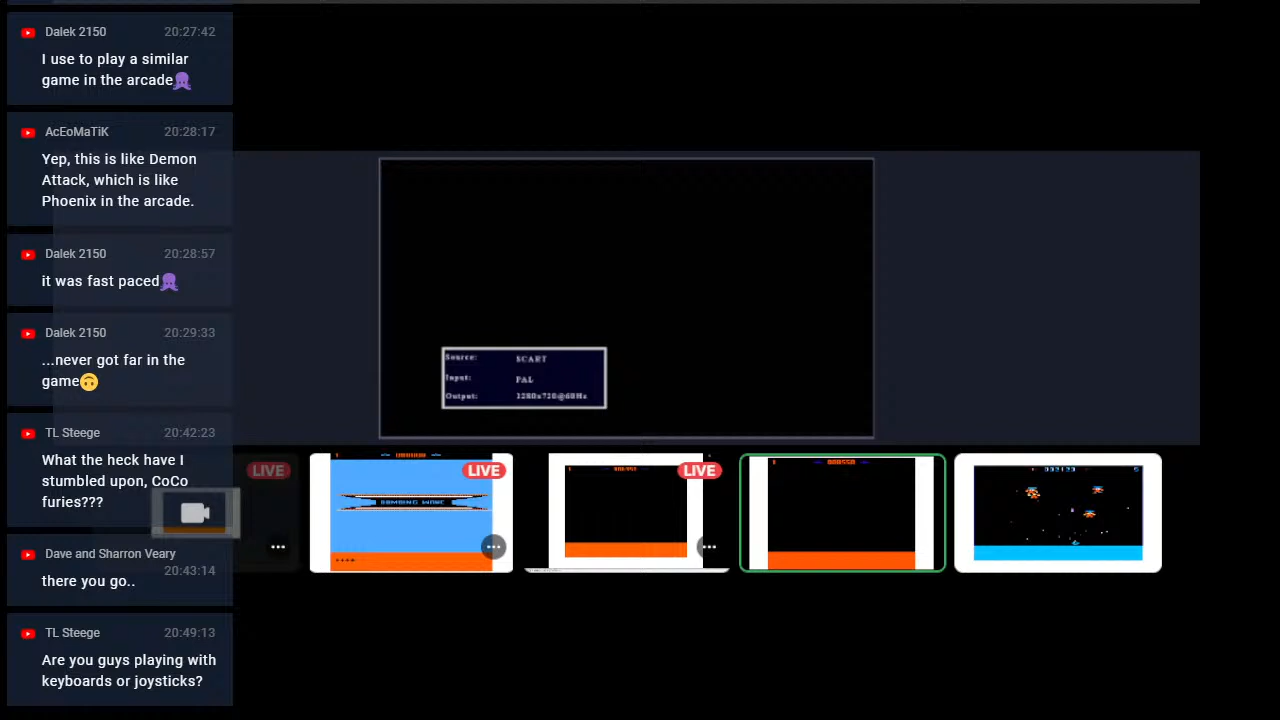 Dalek 2150 20:27:42
I use to play a similar
game in the arcade
AcEoMaTiK 20:28:17
Yep, this is like Demon
Attack, which is like
Phoenix in the arcade.
Dalek 2150 20:28:57
it was fast paced
Dalek 2150 20:29:33
...never got far in the
game
TL Steege 20:42:23
What the heck have I
stumbled upon, CoCo
furies???
Dave and Sharron Veary
20:43:14
there you go..
TL Steege 20:49:13
Are you guys playing with
keyboards or joysticks?
Source: SCART
Input: PAL
Output: 1280x720@60Hz
LIVE
LIVE
LIVE